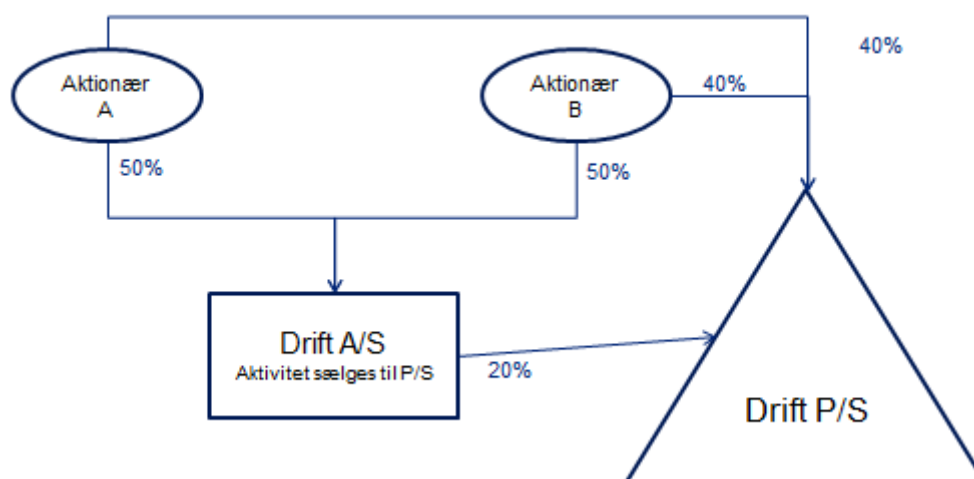 40%
Aktionær
A
Aktionær
B
40%
50%
50%
Drift A/S
Aktivitet sælges til P/S
20%
Drift P/S